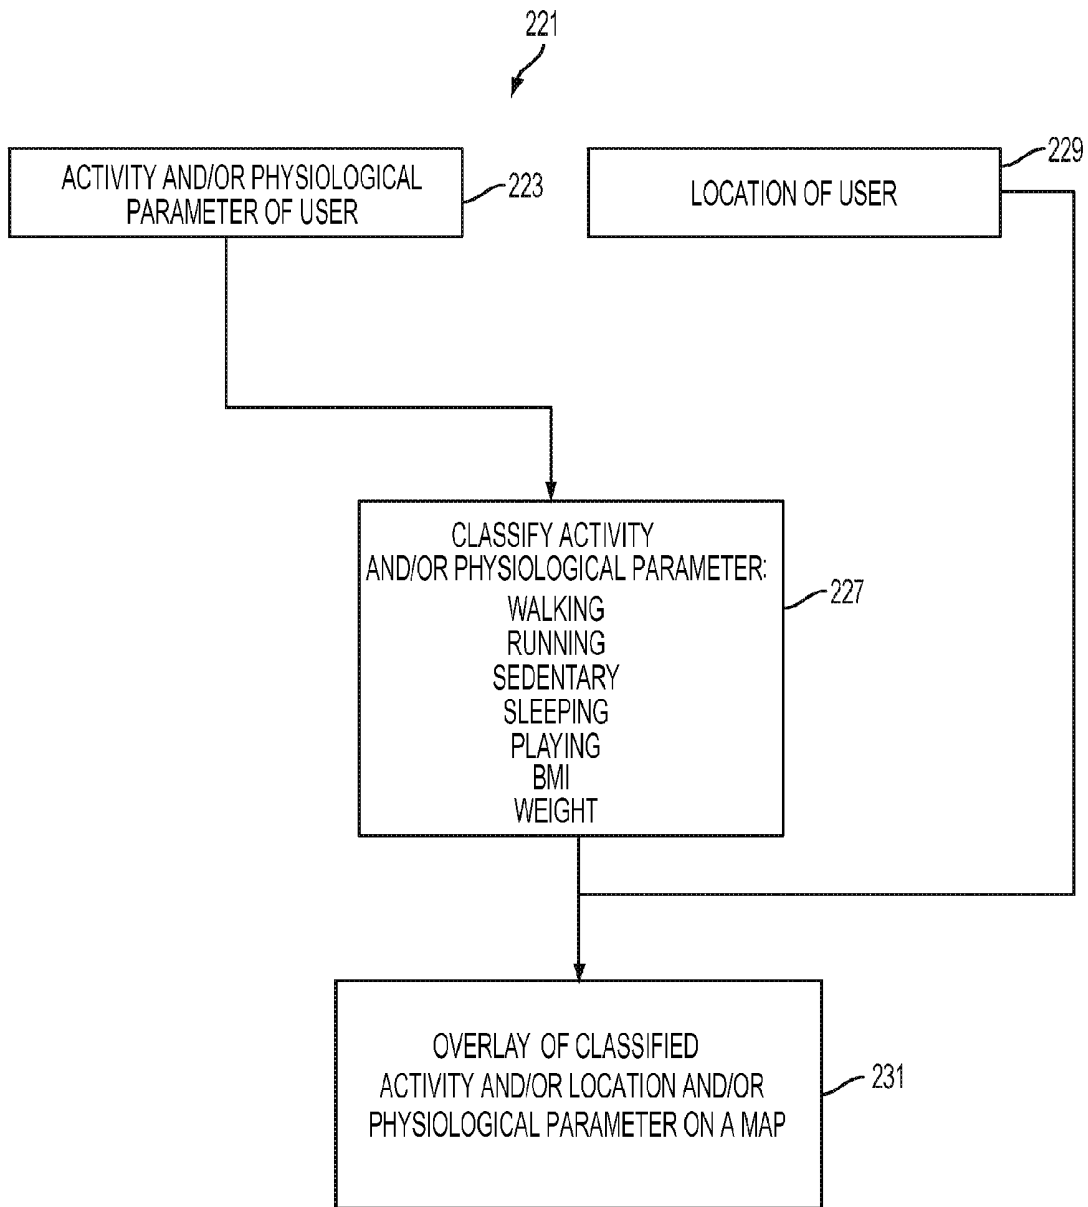 221
ACTIVITY AND/OR PHYSIOLOGICAL
PARAMETER OF USER
223
LOCATION OF USER
229
CLASSIFY ACTIVITY
AND/OR PHYSIOLOGICAL PARAMETER:
WALKING
RUNNING
SEDENTARY
SLEEPING
PLAYING
BMI
WEIGHT
227
OVERLAY OF CLASSIFIED
ACTIVITY AND/OR LOCATION AND/OR
PHYSIOLOGICAL PARAMETER ON A MAP
231